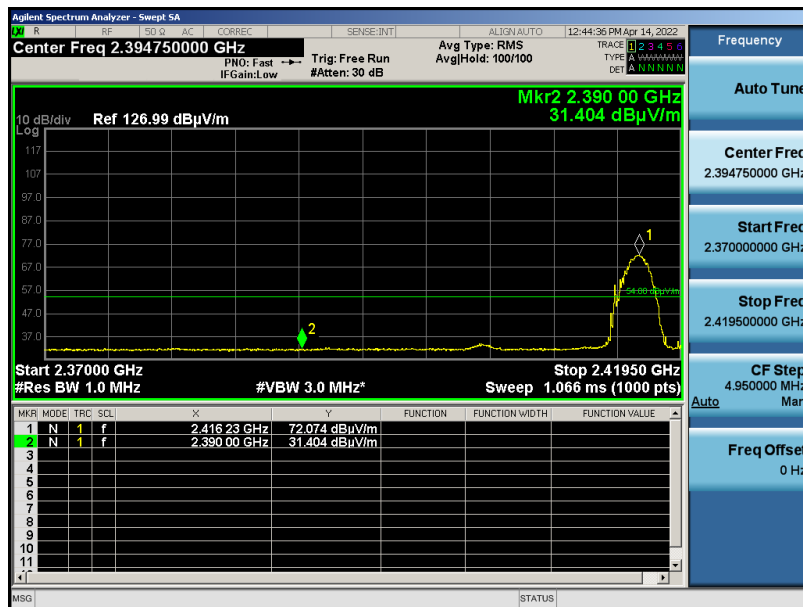 Agilent Spectrum Analyzer - Swept SA
R RF 50 Ω AC CORREC SENSE:INT ALIGN AUTO 12:44:36 PM Apr 14, 2022
Center Freq 2.394750000 GHz
PNO: Fast
IFGain:Low
Trig: Free Run
#Atten: 30 dB
Avg Type: RMS
Avg|Hold: 100/100
TRACE 1 2 3 4 5 6
TYPE A
DET A N N N N N
Mkr2 2.390 00 GHz
31.404 dBµV/m
10 dB/div Ref 126.99 dBµV/m
Log
117
107
97.0
87.0
77.0
67.0
57.0
47.0
37.0
1
54.00 dBµV/m
2
Start 2.37000 GHz Stop 2.41950 GHz
#Res BW 1.0 MHz #VBW 3.0 MHz* Sweep 1.066 ms (1000 pts)
MKR MODE TRC SCL X Y FUNCTION FUNCTION WIDTH FUNCTION VALUE
1 N 1 f 2.416 23 GHz 72.074 dBµV/m
2 N 1 f 2.390 00 GHz 31.404 dBµV/m
3
4
5
6
7
8
9
10
11
MSG STATUS
Frequency
Auto Tune
Center Freq
2.394750000 GHz
Start Freq
2.370000000 GHz
Stop Freq
2.419500000 GHz
CF Step
4.950000 MHz
Auto Man
Freq Offset
0 Hz